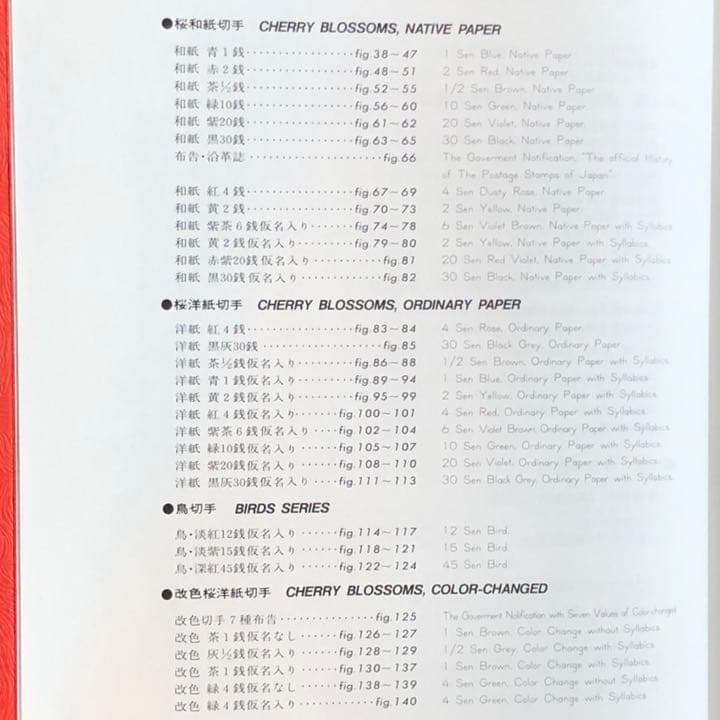 ●桜和紙切手 CHERRY BLOSSOMS, NATIVE PAPER
和紙 青1銭··················fig.38~47 1 Sen Blue, Native Paper
和紙 赤2銭··················fig.48~51 2 Sen Red, Native Paper
和紙 茶½銭··················fig.52~55 1/2 Sen Brown, Native Paper
和紙 緑10銭·················fig.56~60 10 Sen Green, Native Paper
和紙 紫20銭·················fig.61~62 20 Sen Violet, Native Paper
和紙 黒30銭·················fig.63~65 30 Sen Black, Native Paper
布告·沿革誌·····················fig.66 The Goverment Notification, "The official History
of The Postage Stamps of Japan"
和紙 紅4銭··················fig.67~69 4 Sen Dusty Rose, Native Paper
和紙 黄2銭··················fig.70~73 2 Sen Yellow, Native Paper
和紙 紫茶6銭仮名入り·······fig.74~78 6 Sen Violet Brown, Native Paper with Syllabics
和紙 黄2銭仮名入り·········fig.79~80 2 Sen Yellow, Native Paper with Syllabics
和紙 赤紫20銭仮名入り··········fig.81 20 Sen Red Violet, Native Paper with Syllabics
和紙 黒30銭仮名入り············fig.82 30 Sen Black, Native Paper with Syllabics
●桜洋紙切手 CHERRY BLOSSOMS, ORDINARY PAPER
洋紙 紅4銭··················fig.83~84 4 Sen Rose, Ordinary Paper
洋紙 黒灰30銭···················fig.85 30 Sen Black Grey, Ordinary Paper
洋紙 茶½銭仮名入り·········fig.86~88 1/2 Sen Brown, Ordinary Paper with Syllabics
洋紙 青1銭仮名入り·········fig.89~94 1 Sen Blue, Ordinary Paper with Syllabics
洋紙 黄2銭仮名入り·········fig.95~99 2 Sen Yellow, Ordinary Paper with Syllabics
洋紙 紅4銭仮名入り·······fig.100~101 4 Sen Red, Ordinary Paper with Syllabics
洋紙 紫茶6銭仮名入り·····fig.102~104 6 Sen Violet Brown, Ordinary Paper with Syllabics
洋紙 緑10銭仮名入り······fig.105~107 10 Sen Green, Ordinary Paper with Syllabics
洋紙 紫20銭仮名入り······fig.108~110 20 Sen Violet, Ordinary Paper with Syllabics
洋紙 黒灰30銭仮名入り····fig.111~113 30 Sen Black Grey, Ordinary Paper with Syllabics
●鳥切手 BIRDS SERIES
鳥·淡紅12銭仮名入り······fig.114~117 12 Sen Bird
鳥·淡紫15銭仮名入り······fig.118~121 15 Sen Bird
鳥·深紅45銭仮名入り······fig.122~124 45 Sen Bird
●改色桜洋紙切手 CHERRY BLOSSOMS, COLOR-CHANGED
改色切手7種布告··············fig.125 The Goverment Notification with Seven Values of Color-changed
改色 茶1銭仮名なし·······fig.126~127 1 Sen Brown, Color Change without Syllabics
改色 灰½銭仮名入り·······fig.128~129 1/2 Sen Grey, Color Change with Syllabics
改色 茶1銭仮名入り·······fig.130~137 1 Sen Brown, Color Change with Syllabics
改色 緑4銭仮名なし·······fig.138~139 4 Sen Green, Color Change without Syllabics
改色 緑4銭仮名入り···········fig.140 4 Sen Green, Color Change with Syllabics